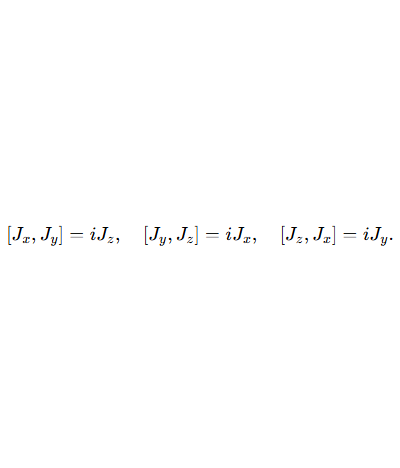 [J_x, J_y] = iJ_z, [J_y, J_z] = iJ_x, [J_z, J_x] = iJ_y.